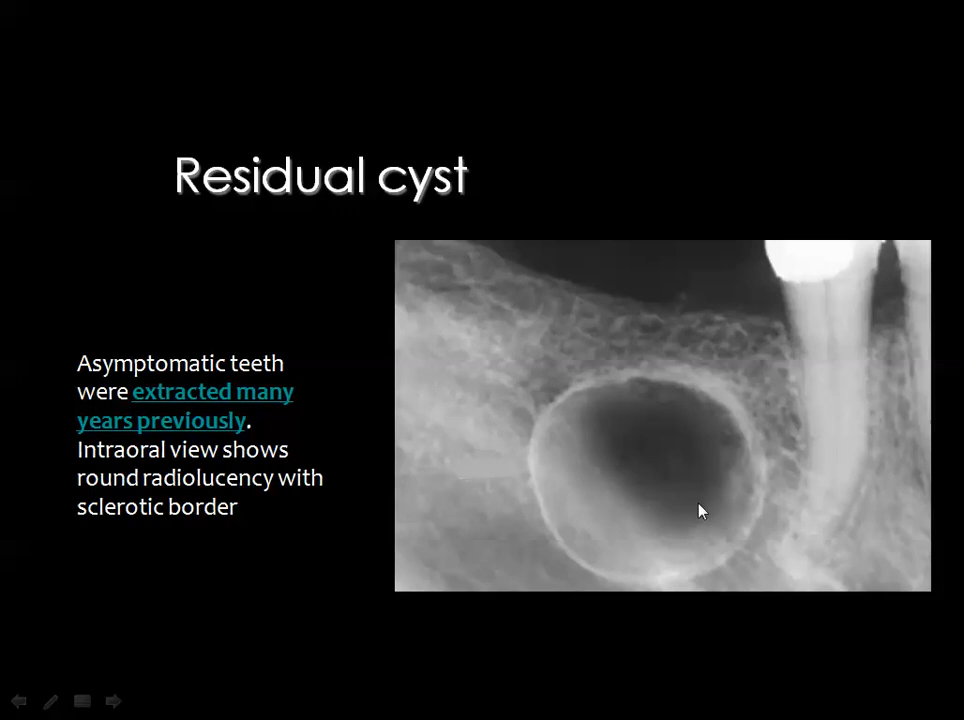 Residual cyst
Asymptomatic teeth
were extracted many
years previously.
Intraoral view shows
round radiolucency with
sclerotic border